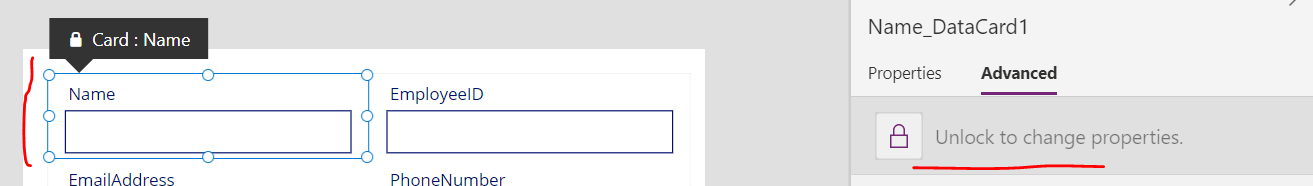 Card : Name
Name
EmployeeID
EmailAddress
PhoneNumber
Name_DataCard1
Properties
Advanced
Unlock to change properties.